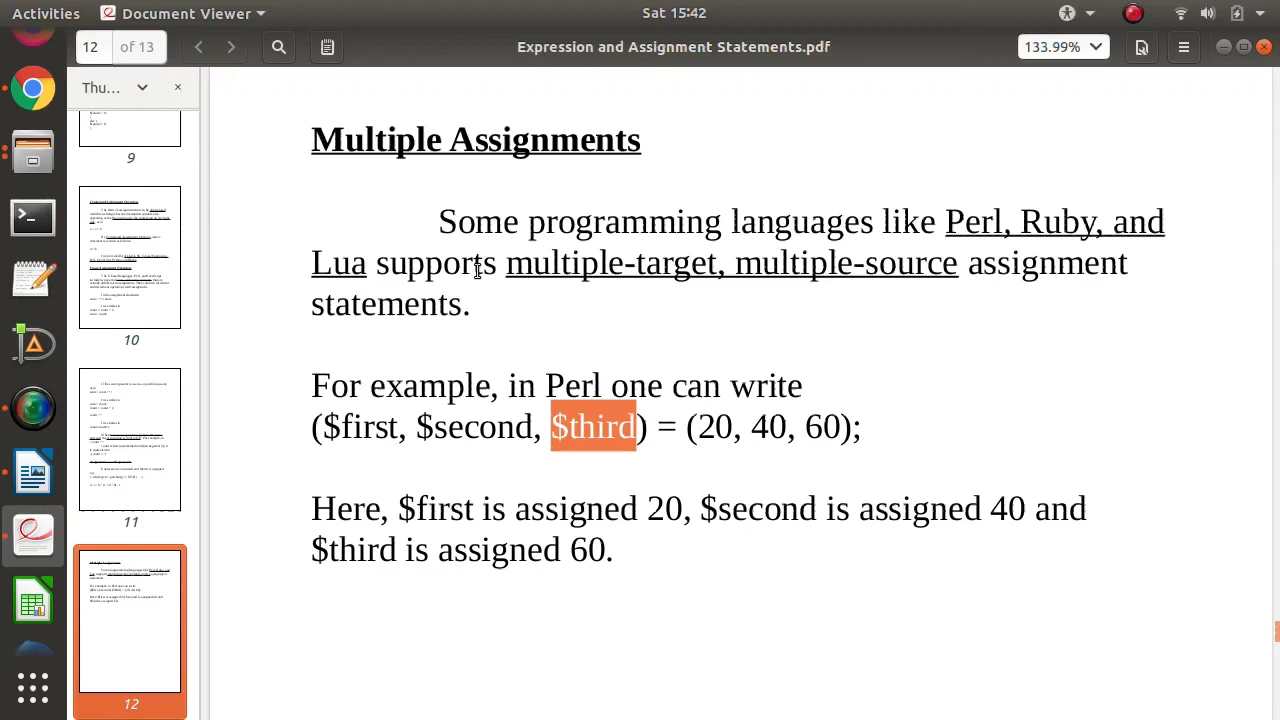 Activities Document Viewer Sat 15:42
12 of 13 Expression and Assignment Statements.pdf 133.99%
Thu... ×
9
10
11
12
Multiple Assignments
Some programming languages like Perl, Ruby, and
Lua supports multiple-target, multiple-source assignment
statements.
For example, in Perl one can write
($first, $second, $third) = (20, 40, 60);
Here, $first is assigned 20, $second is assigned 40 and
$third is assigned 60.